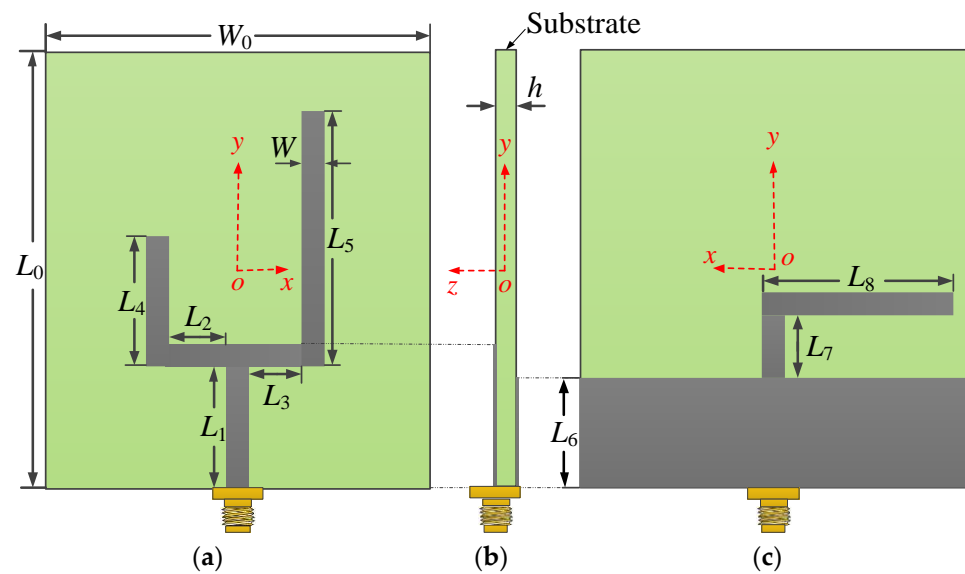 W₀
Substrate
h
y
W
y
y
L₅
L₀
o
x
z
o
x
o
L₄
L₂
L₈
L₃
L₇
L₁
L₆
(a)
(b)
(c)